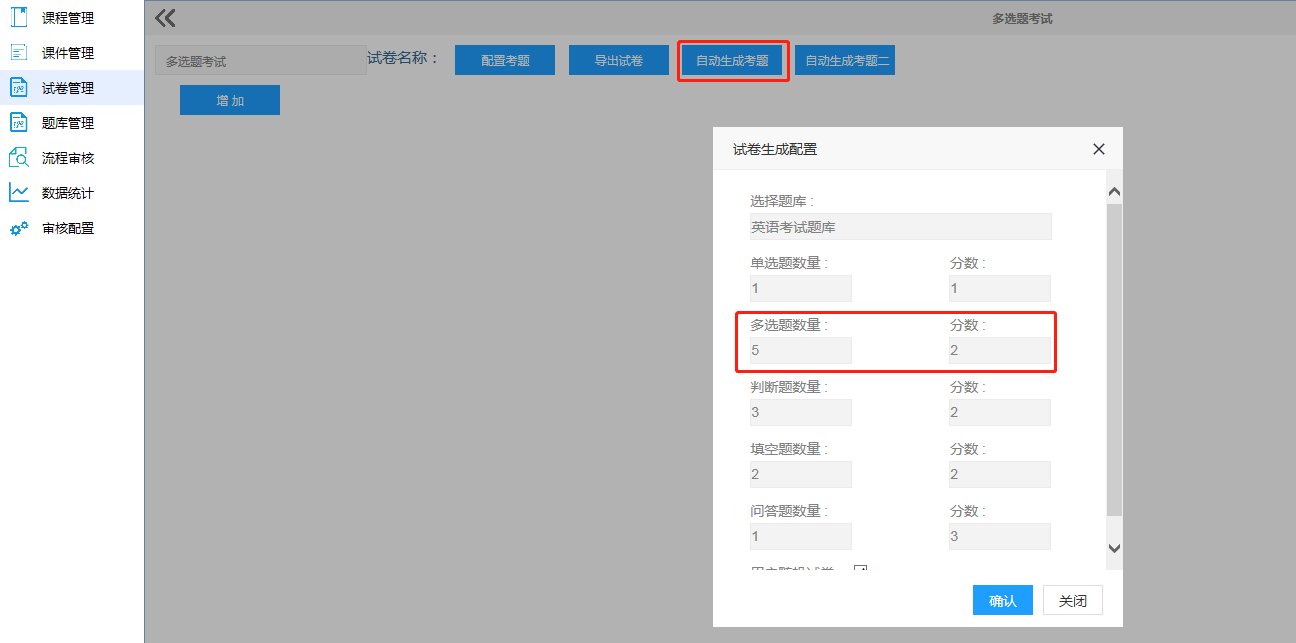 课程管理
课件管理
试卷管理
题库管理
流程审核
数据统计
审核配置
多选题考试
多选题考试 试卷名称： 配置考题 导出试卷 自动生成考题 自动生成考题二
增 加
试卷生成配置
选择题库 :
英语考试题库
单选题数量 : 分数 :
1 1
多选题数量 : 分数 :
5 2
判断题数量 : 分数 :
3 2
填空题数量 : 分数 :
2 2
问答题数量 : 分数 :
1 3
确认 关闭